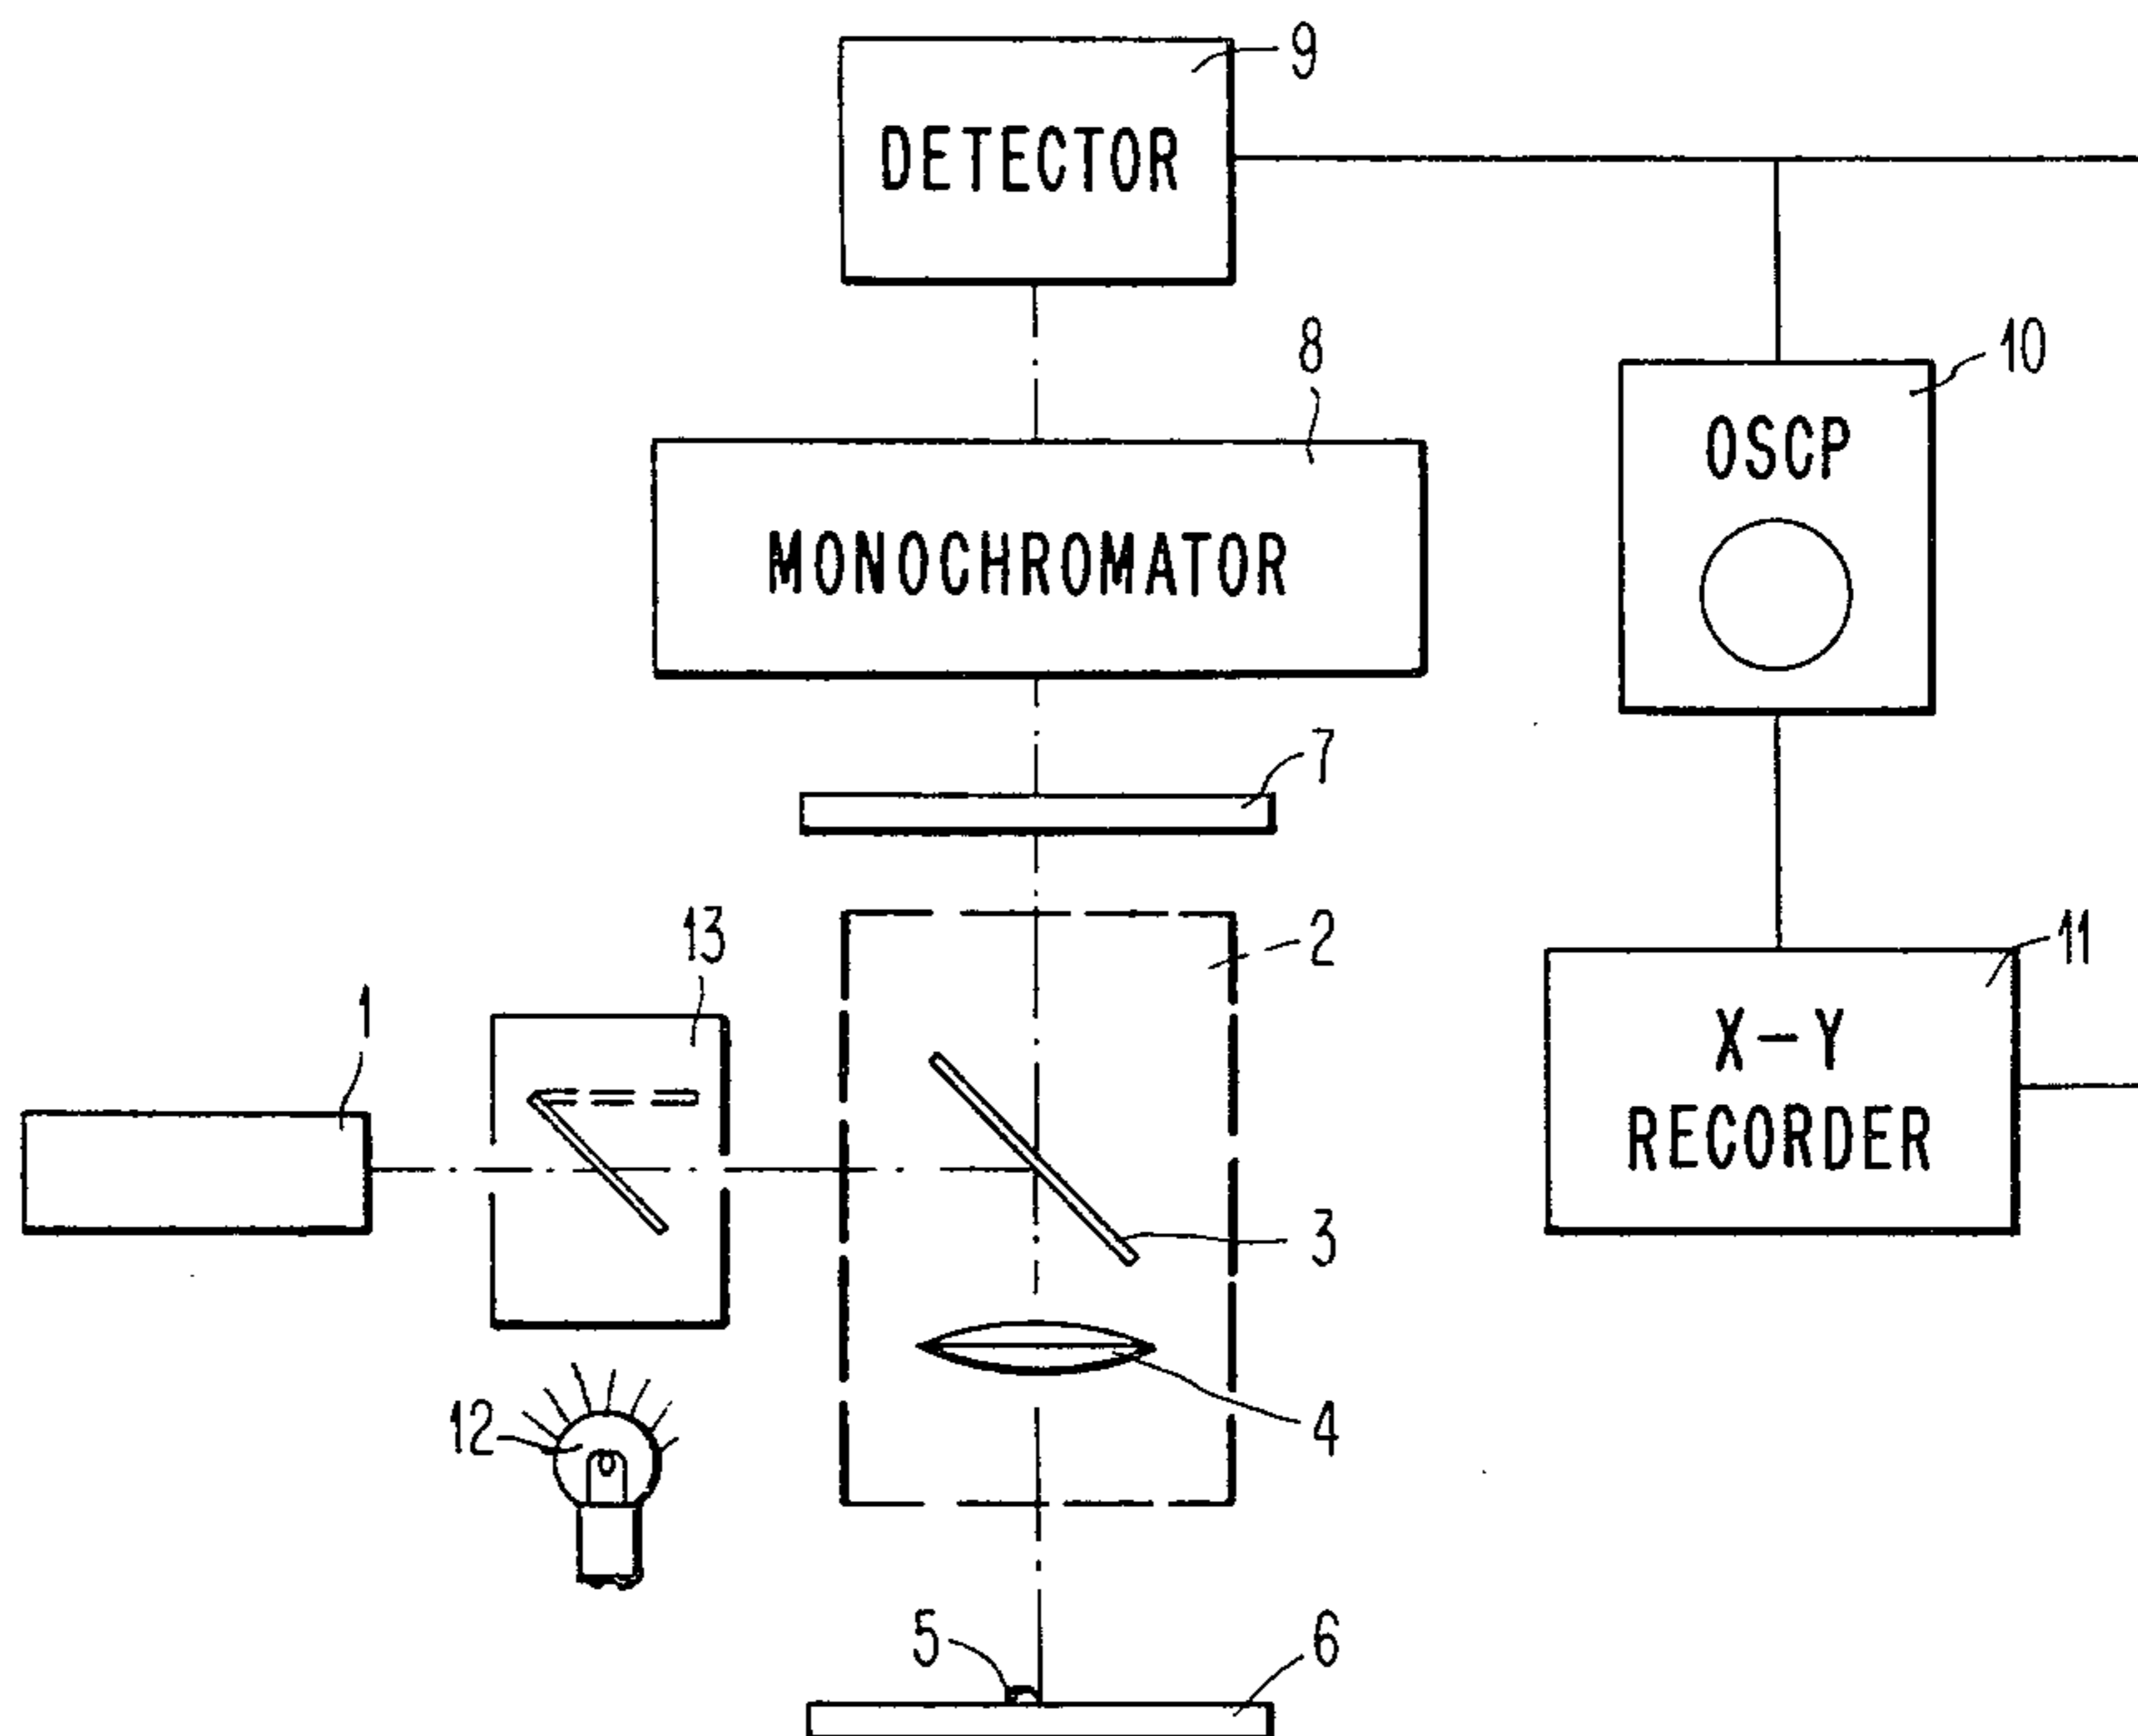 9
DETECTOR
8
10
OSCP
MONOCHROMATOR
7
13
2
11
1
X-Y
RECORDER
3
12
4
5
6